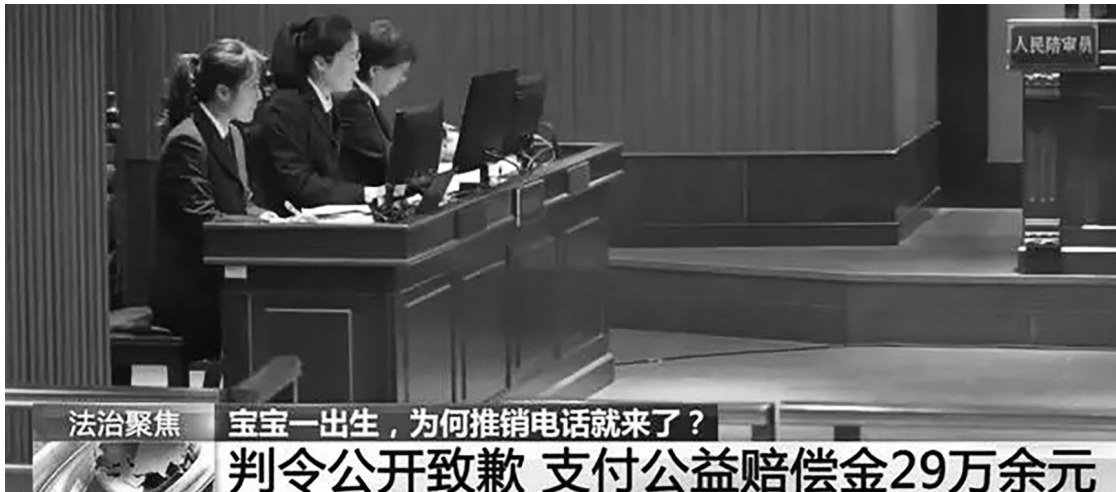 人民陪审员
法治聚焦
宝宝一出生，为何推销电话就来了？
判令公开致歉 支付公益赔偿金29万余元